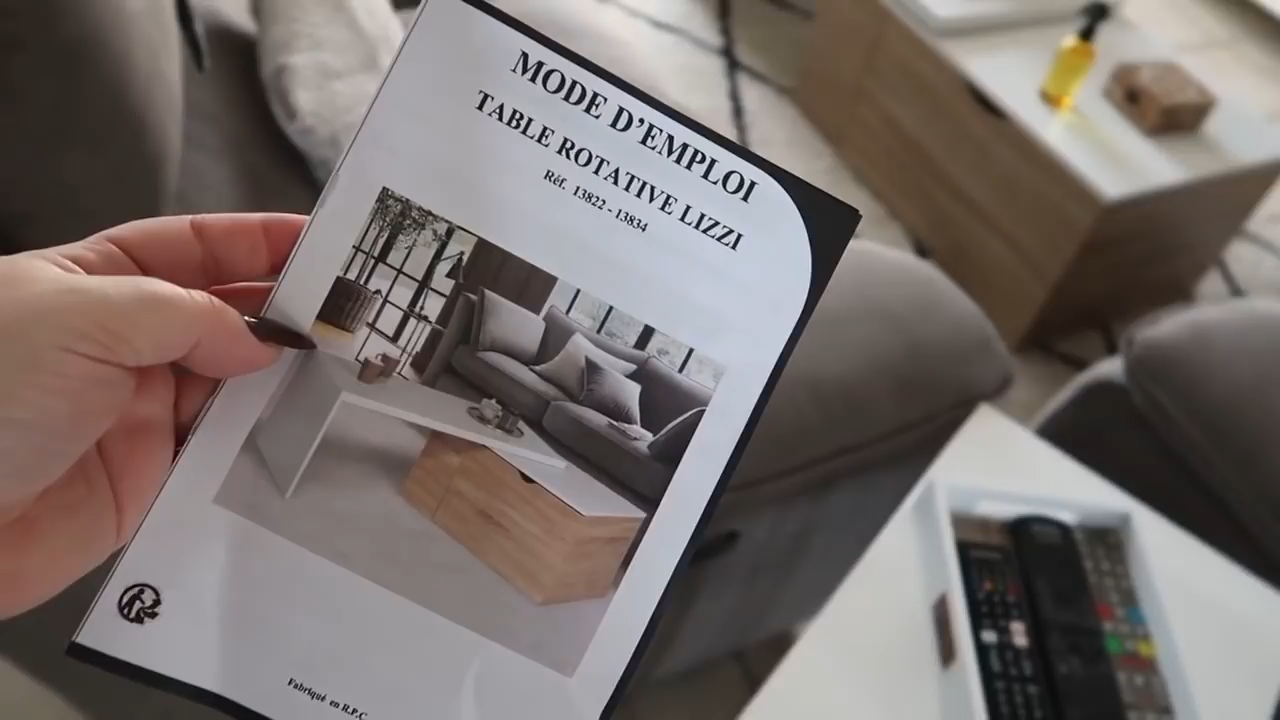 MODE D'EMPLOI
TABLE ROTATIVE LIZZI
Réf. 13822 - 13834
Fabriqué en R.P.C